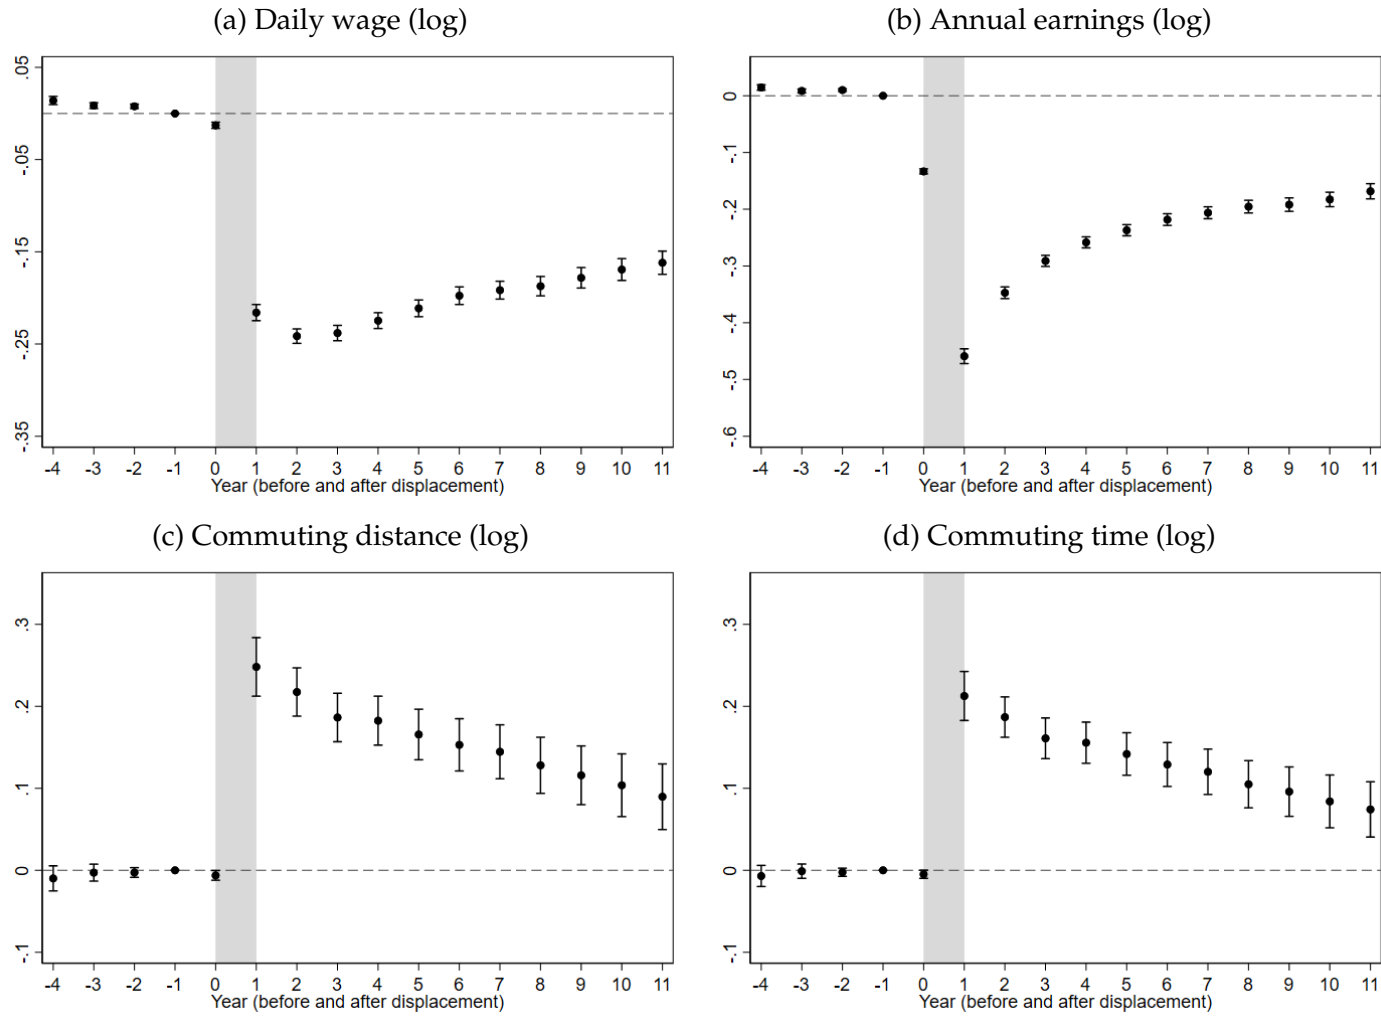 (a) Daily wage (log)
.05
0
-.05
-.15
-.25
-.35
-4 -3 -2 -1 0 1 2 3 4 5 6 7 8 9 10 11
Year (before and after displacement)
(b) Annual earnings (log)
0
-.1
-.2
-.3
-.4
-.5
-.6
-4 -3 -2 -1 0 1 2 3 4 5 6 7 8 9 10 11
Year (before and after displacement)
(c) Commuting distance (log)
.3
.2
.1
0
-.1
-4 -3 -2 -1 0 1 2 3 4 5 6 7 8 9 10 11
Year (before and after displacement)
(d) Commuting time (log)
.3
.2
.1
0
-.1
-4 -3 -2 -1 0 1 2 3 4 5 6 7 8 9 10 11
Year (before and after displacement)